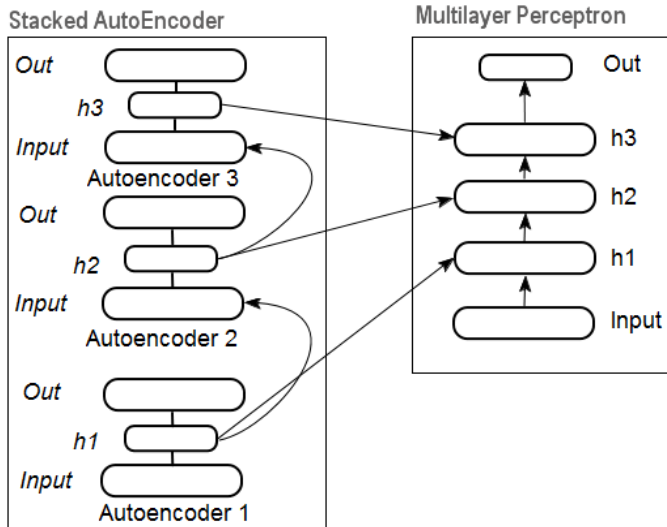 Stacked AutoEncoder
Out
h3
Input
Autoencoder 3
Out
h2
Input
Autoencoder 2
Out
h1
Input
Autoencoder 1
Multilayer Perceptron
Out
h3
h2
h1
Input